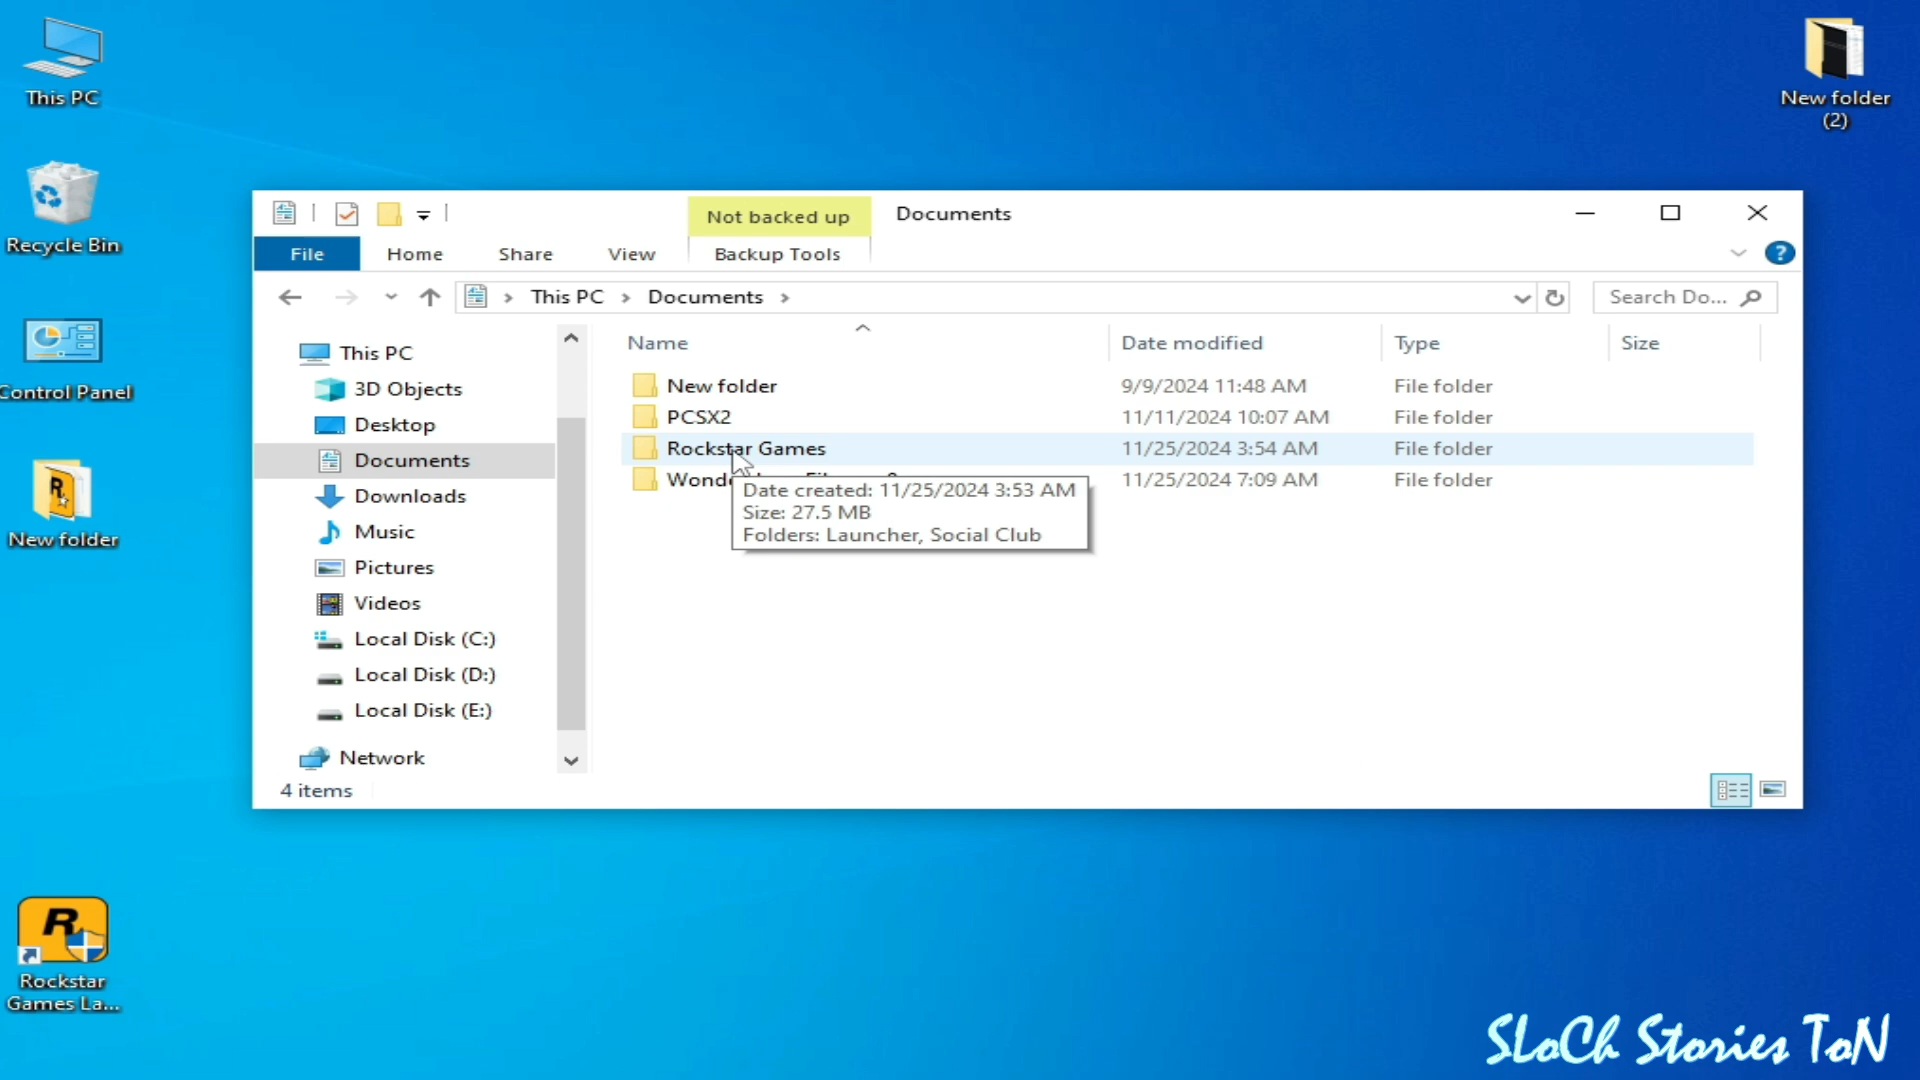 This PC
New folder
(2)
Recycle Bin
Control Panel
New folder
Rockstar
Games La...
Not backed up
Documents
File
Home
Share
View
Backup Tools
This PC
Documents
Search Do...
Name
Date modified
Type
Size
This PC
3D Objects
Desktop
Documents
Downloads
Music
Pictures
Videos
Local Disk (C:)
Local Disk (D:)
Local Disk (E:)
Network
New folder 9/9/2024 11:48 AM File folder
PCSX2 11/11/2024 10:07 AM File folder
Rockstar Games 11/25/2024 3:54 AM File folder
11/25/2024 7:09 AM File folder
Date created: 11/25/2024 3:53 AM
Size: 27.5 MB
Folders: Launcher, Social Club
4 items
SLoCh Stories ToN